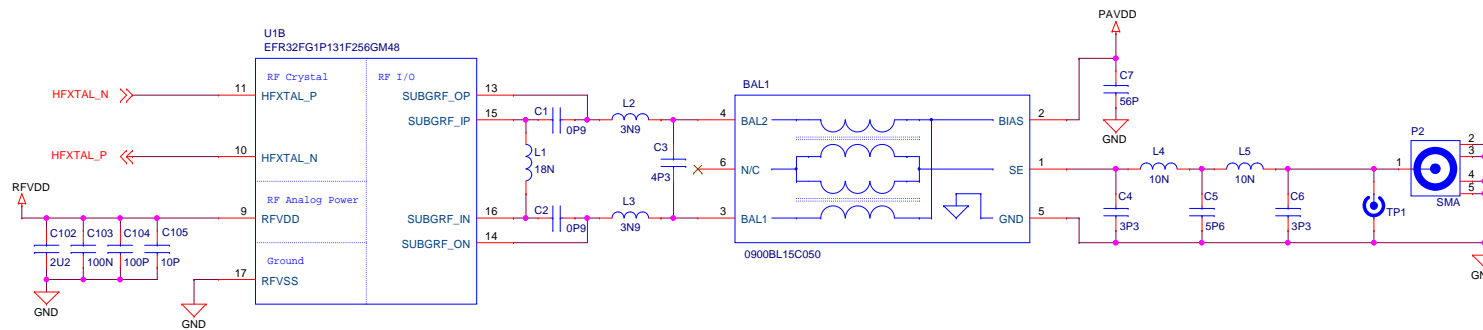 PAVDD
U1B
EFR32FG1P131F256GM48
RF Crystal
RF I/O
HFXTAL_N
11
HFXTAL_P
SUBGRF_OP
13
SUBGRF_IP
15
C1
0P9
L2
3N9
BAL1
4
BAL2
BIAS
2
C7
56P
GND
HFXTAL_P
10
HFXTAL_N
L1
18N
C3
4P3
6
N/C
SE
1
L4
10N
L5
10N
P2
1
2
3
4
5
SMA
RFVDD
RF Analog Power
9
RFVDD
SUBGRF_IN
16
SUBGRF_ON
14
C2
0P9
L3
3N9
3
BAL1
GND
5
C4
3P3
C5
5P6
C6
3P3
TP1
C102
2U2
C103
100N
C104
100P
C105
10P
0900BL15C050
Ground
17
RFVSS
GND
GND